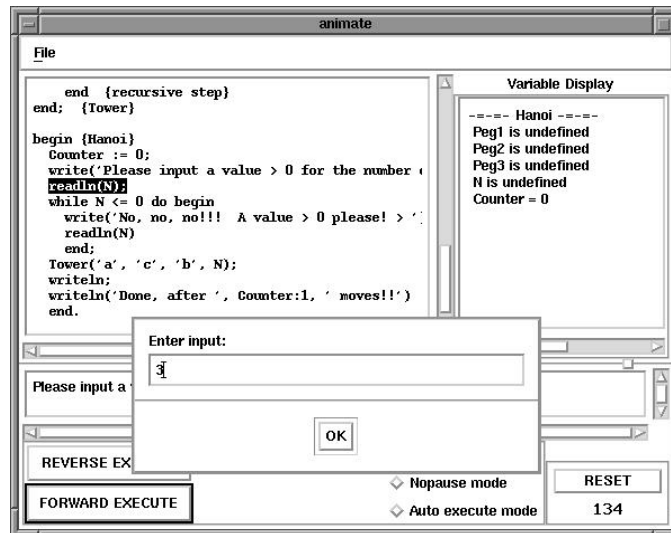 animate
File
end {recursive step}
end; {Tower}
begin {Hanoi}
Counter := 0;
write('Please input a value > 0 for the number
readln(N);
while N <= 0 do begin
write('No, no, no!!! A value > 0 please! > '
readln(N)
end;
Tower('a', 'c', 'b', N);
writeln;
writeln('Done, after ', Counter:1, ' moves!!')
end.
Variable Display
-=-=- Hanoi -=-=-
Peg1 is undefined
Peg2 is undefined
Peg3 is undefined
N is undefined
Counter = 0
Enter input:
3
OK
Please input a
REVERSE EX
FORWARD EXECUTE
Nopause mode
Auto execute mode
RESET
134